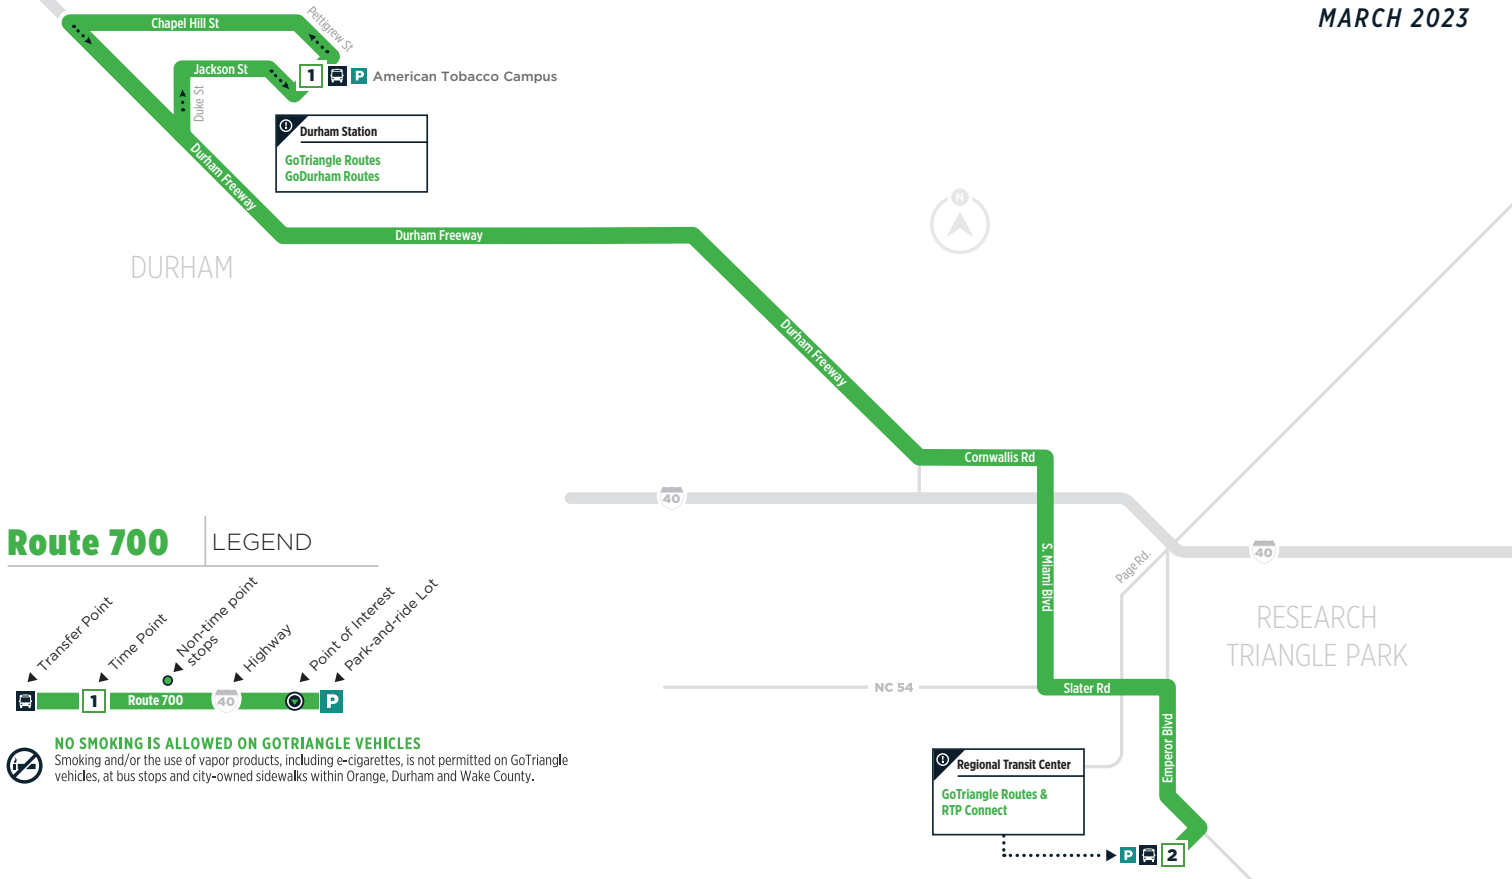 MARCH 2023
Chapel Hill St
Pettigrew St
Jackson St
1
P
American Tobacco Campus
Duke St
Durham Station
GoTriangle Routes
GoDurham Routes
Durham Freeway
Durham Freeway
N
DURHAM
Durham Freeway
Cornwallis Rd
40
S. Miami Blvd
Page Rd.
40
RESEARCH
TRIANGLE PARK
NC 54
Slater Rd
Emperor Blvd
Regional Transit Center
GoTriangle Routes &
RTP Connect
P
2
Route 700
LEGEND
Transfer Point
Time Point
Non-time point
stops
Highway
Point of Interest
Park-and-ride Lot
1
Route 700
40
P
NO SMOKING IS ALLOWED ON GOTRIANGLE VEHICLES
Smoking and/or the use of vapor products, including e-cigarettes, is not permitted on GoTriangle
vehicles, at bus stops and city-owned sidewalks within Orange, Durham and Wake County.